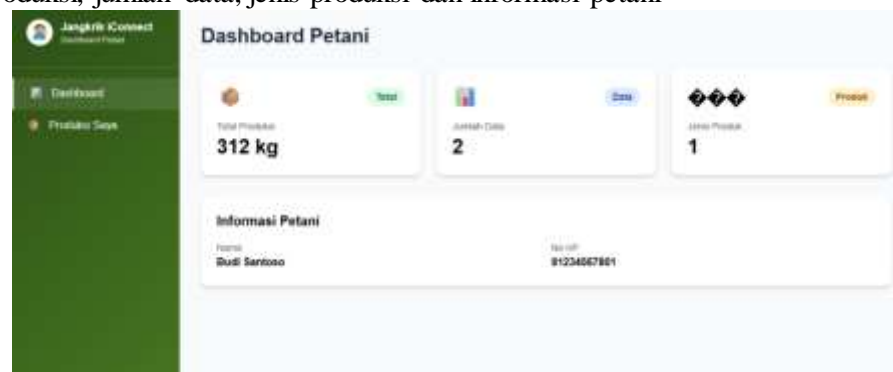 oduksi, jumlah data, jenis produksi dan informasi petani
Jangkrik iConnect
Dashboard Petani
Dashboard Petani
Dashboard
Produksi Saya
Total
Total Produksi
312 kg
Data
Jumlah Data
2
���
Produk
Jenis Produk
1
Informasi Petani
Nama
Budi Santoso
No HP